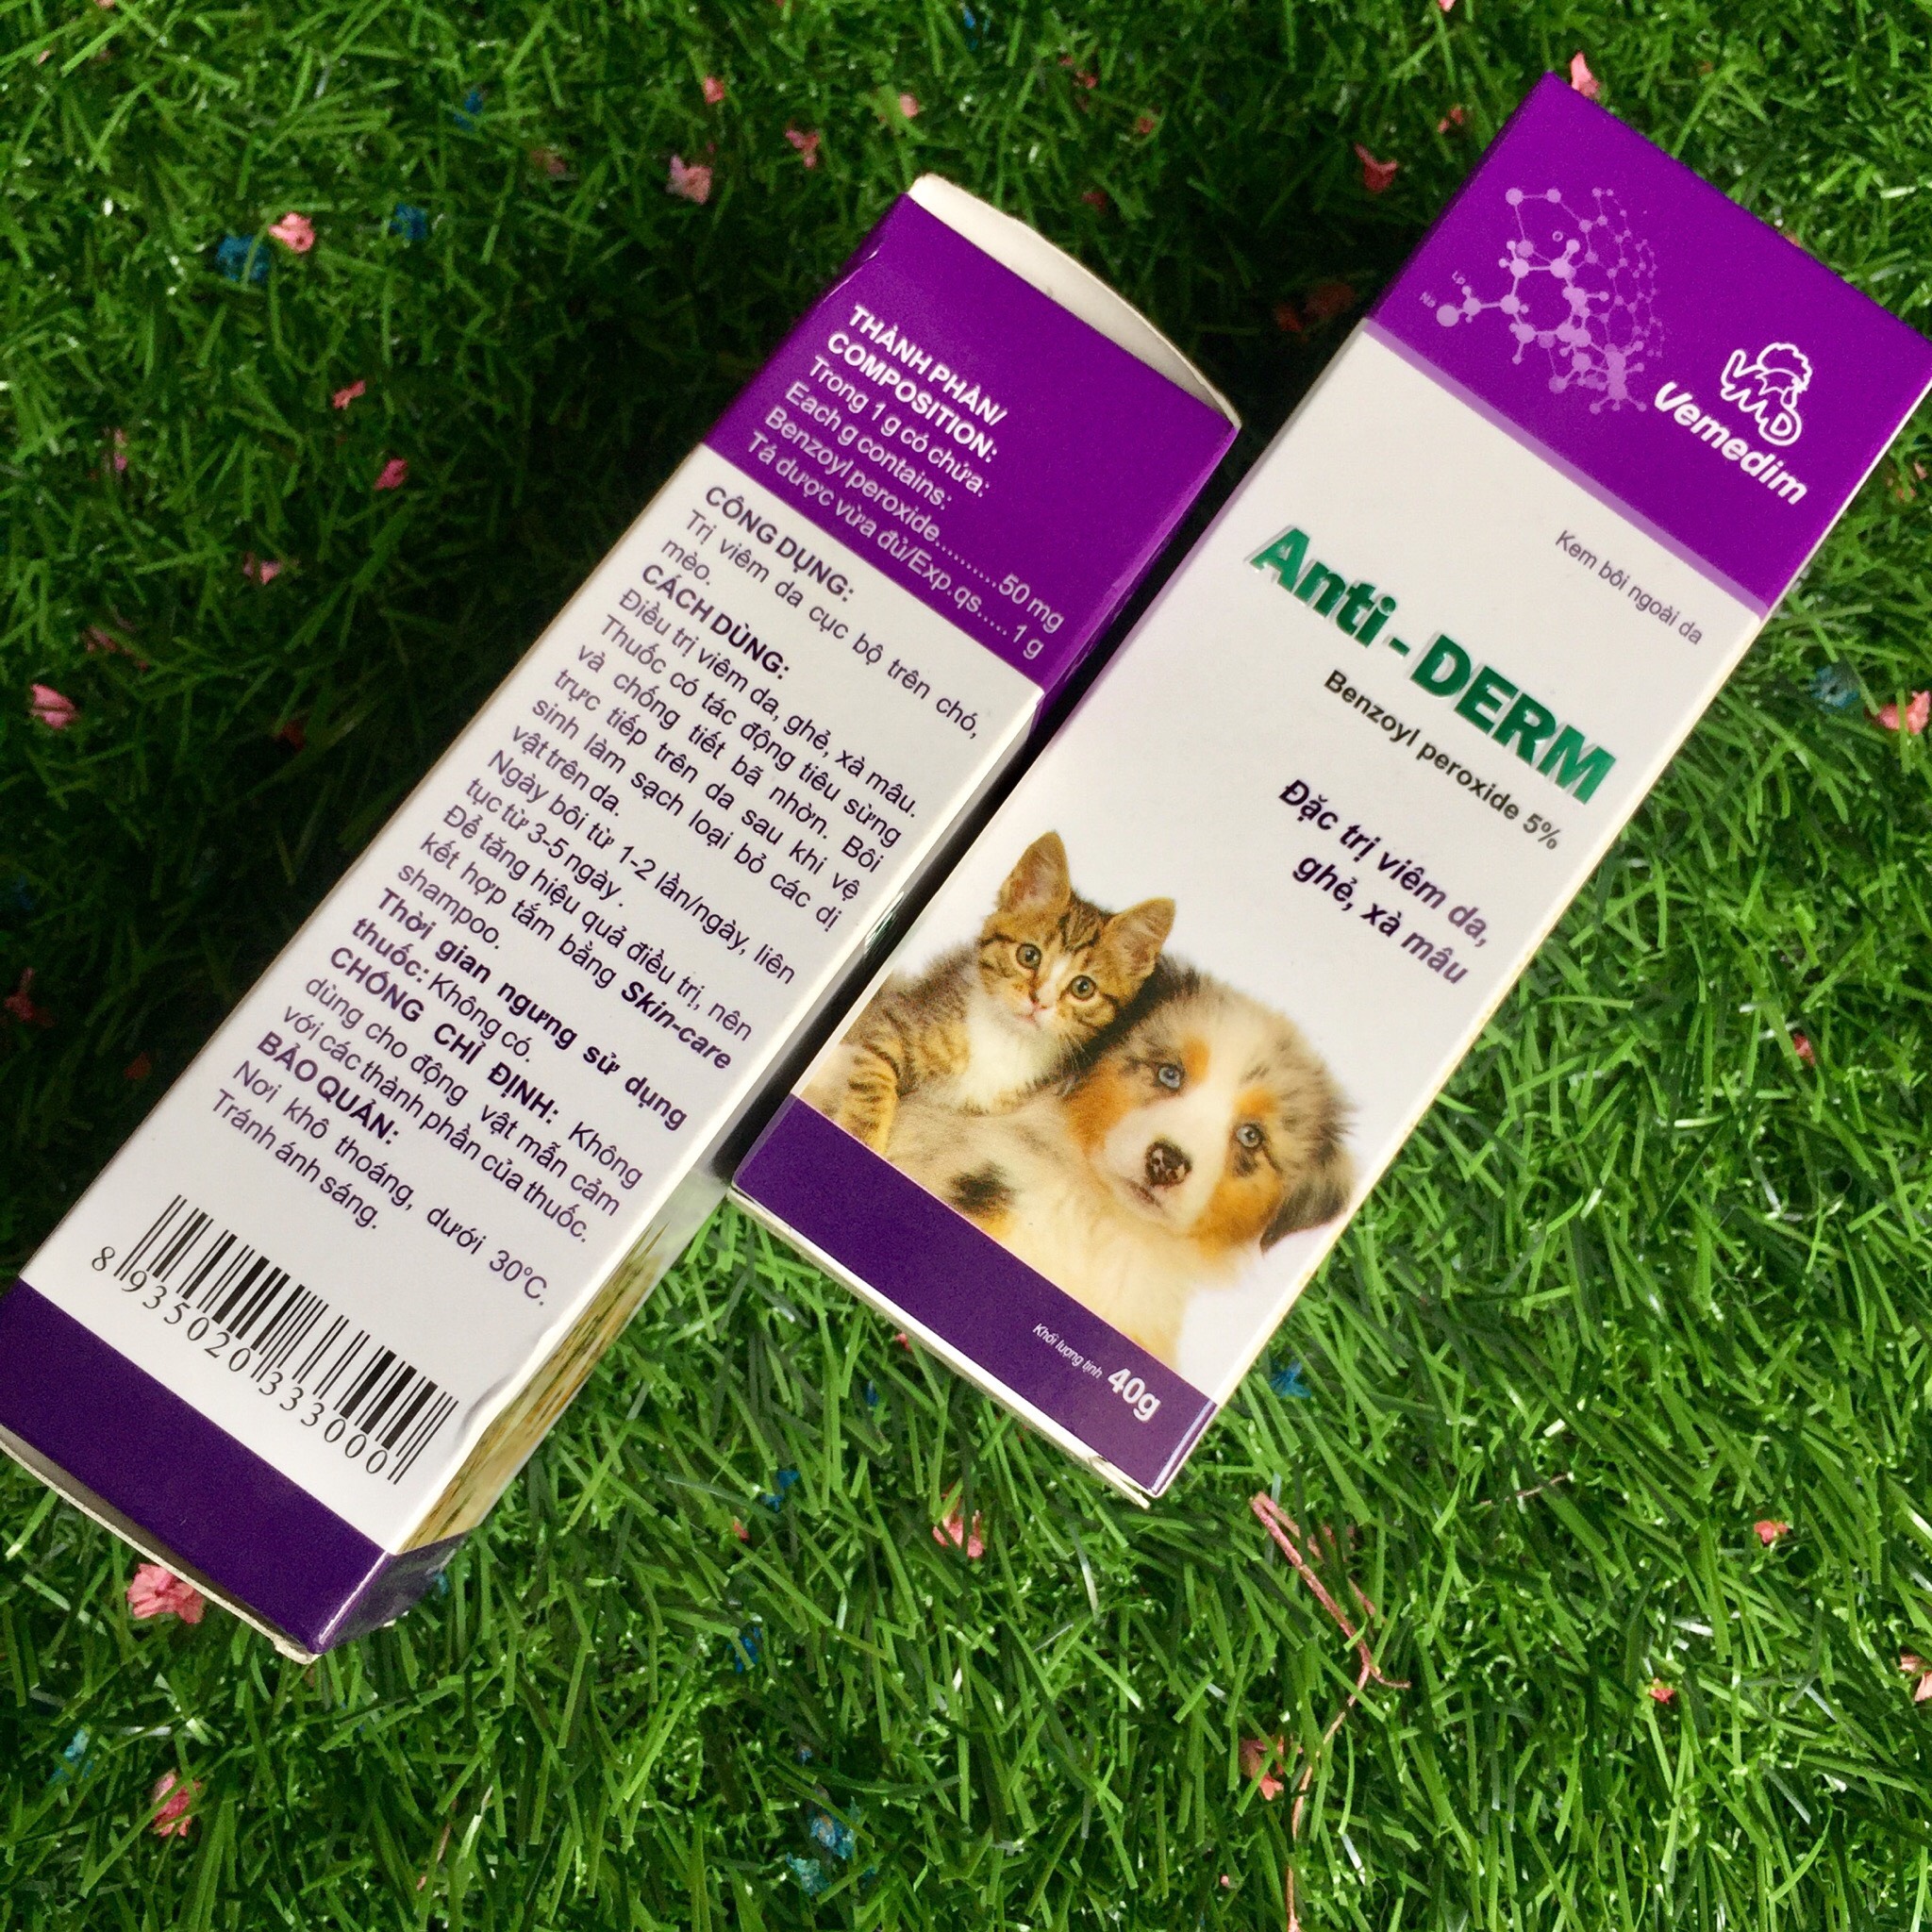 THÀNH PHẦN/
COMPOSITION:
Trong 1 g có chứa:
Each g contains:
Benzoyl peroxide..........50 mg
Tá dược vừa đủ/Exp.qs..... 1 g
CÔNG DỤNG:
Trị viêm da cục bộ trên chó,
mèo.
CÁCH DÙNG:
Điều trị viêm da, ghẻ, xà mâu.
Thuốc có tác động tiêu sừng
và chống tiết bã nhờn. Bôi
trực tiếp trên da sau khi vệ
sinh làm sạch loại bỏ các dị
vật trên da.
Ngày bôi từ 1-2 lần/ngày, liên
tục từ 3-5 ngày .
Để tăng hiệu quả điều trị, nên
kết hợp tắm bằng Skin-care
shampoo.
Thời gian ngưng sử dụng
thuốc: Không có.
CHỐNG CHỈ ĐỊNH: Không
dùng cho động vật mẫn cảm
với các thành phần của thuốc.
BẢO QUẢN:
Nơi khô thoáng, dưới 30°C.
Tránh ánh sáng.
8 935020 333000
VMD
Vemedim
Kem bôi ngoài da
Anti - DERM
Benzoyl peroxide 5%
Đặc trị viêm da,
ghẻ, xà mâu
Khối lượng tịnh 40g